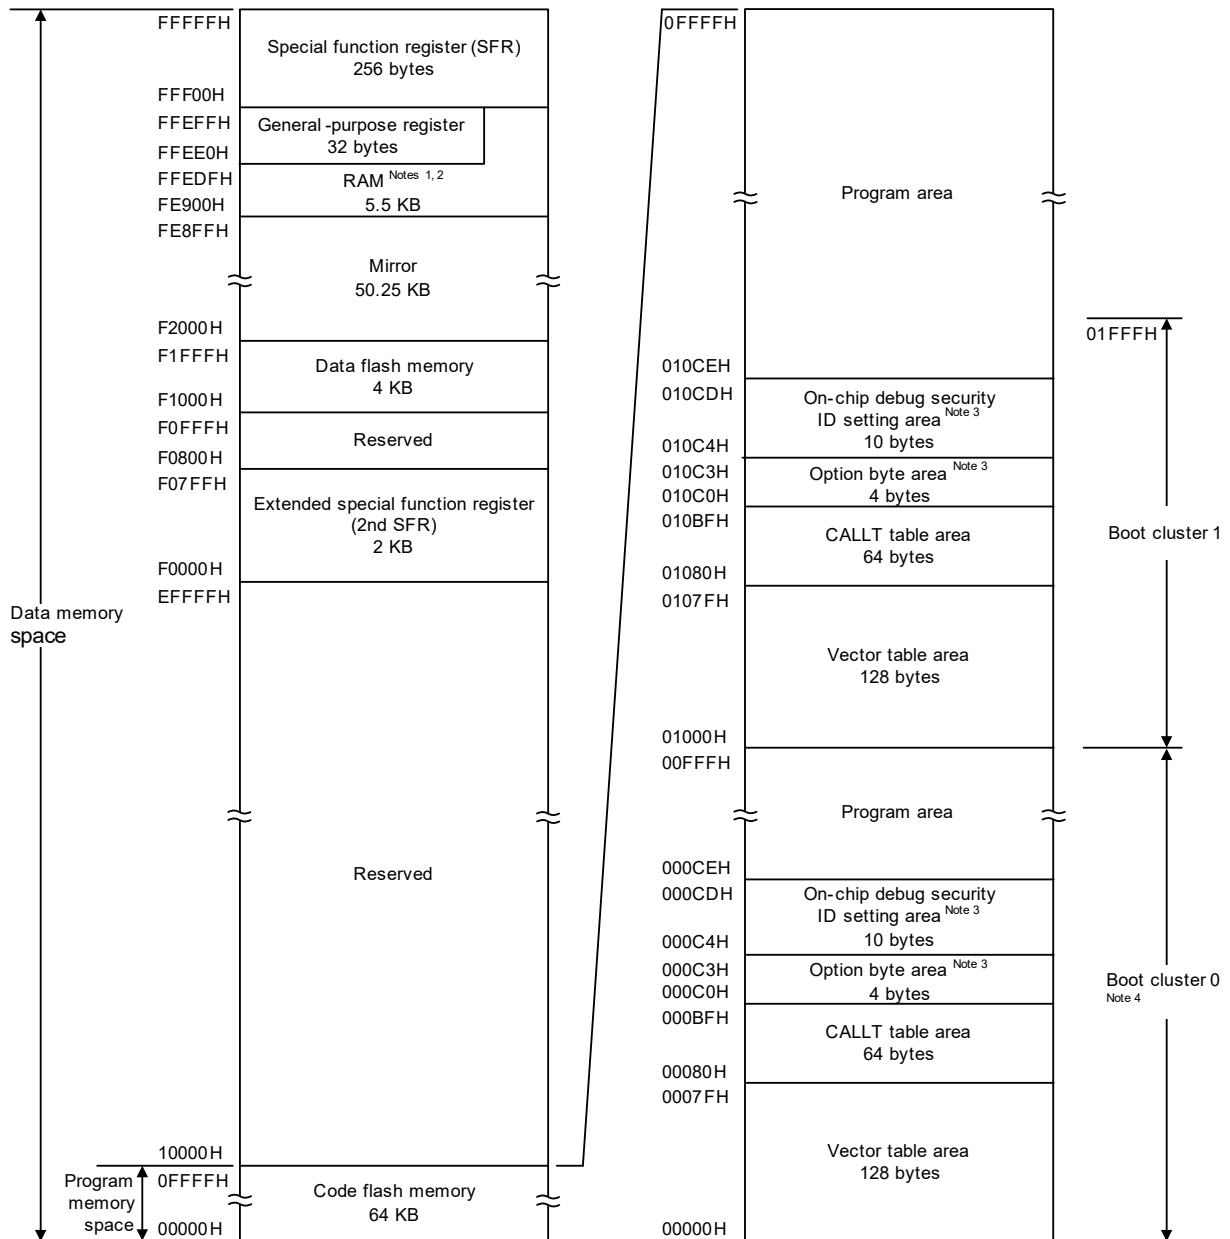 FFFFFH
Special function register (SFR)
256 bytes
FFF00H
FFEFFH
General-purpose register
32 bytes
FFEE0H
FFEDFH
RAM Notes 1, 2
5.5 KB
FE900H
FE8FFH
Mirror
50.25 KB
F2000H
F1FFFH
Data flash memory
4 KB
F1000H
F0FFFH
Reserved
F0800H
F07FFH
Extended special function register
(2nd SFR)
2 KB
F0000H
EFFFFH
Data memory
space
Reserved
10000H
0FFFFH
Program
memory
space
Code flash memory
64 KB
00000H
0FFFFH
Program area
01FFFH
010CEH
010CDH
On-chip debug security
ID setting area Note 3
10 bytes
010C4H
010C3H
Option byte area Note 3
4 bytes
010C0H
010BFH
CALLT table area
64 bytes
Boot cluster 1
01080H
0107FH
Vector table area
128 bytes
01000H
00FFFH
Program area
000CEH
000CDH
On-chip debug security
ID setting area Note 3
10 bytes
000C4H
000C3H
Option byte area Note 3
4 bytes
000C0H
Boot cluster 0
Note 4
000BFH
CALLT table area
64 bytes
00080H
0007FH
Vector table area
128 bytes
00000H